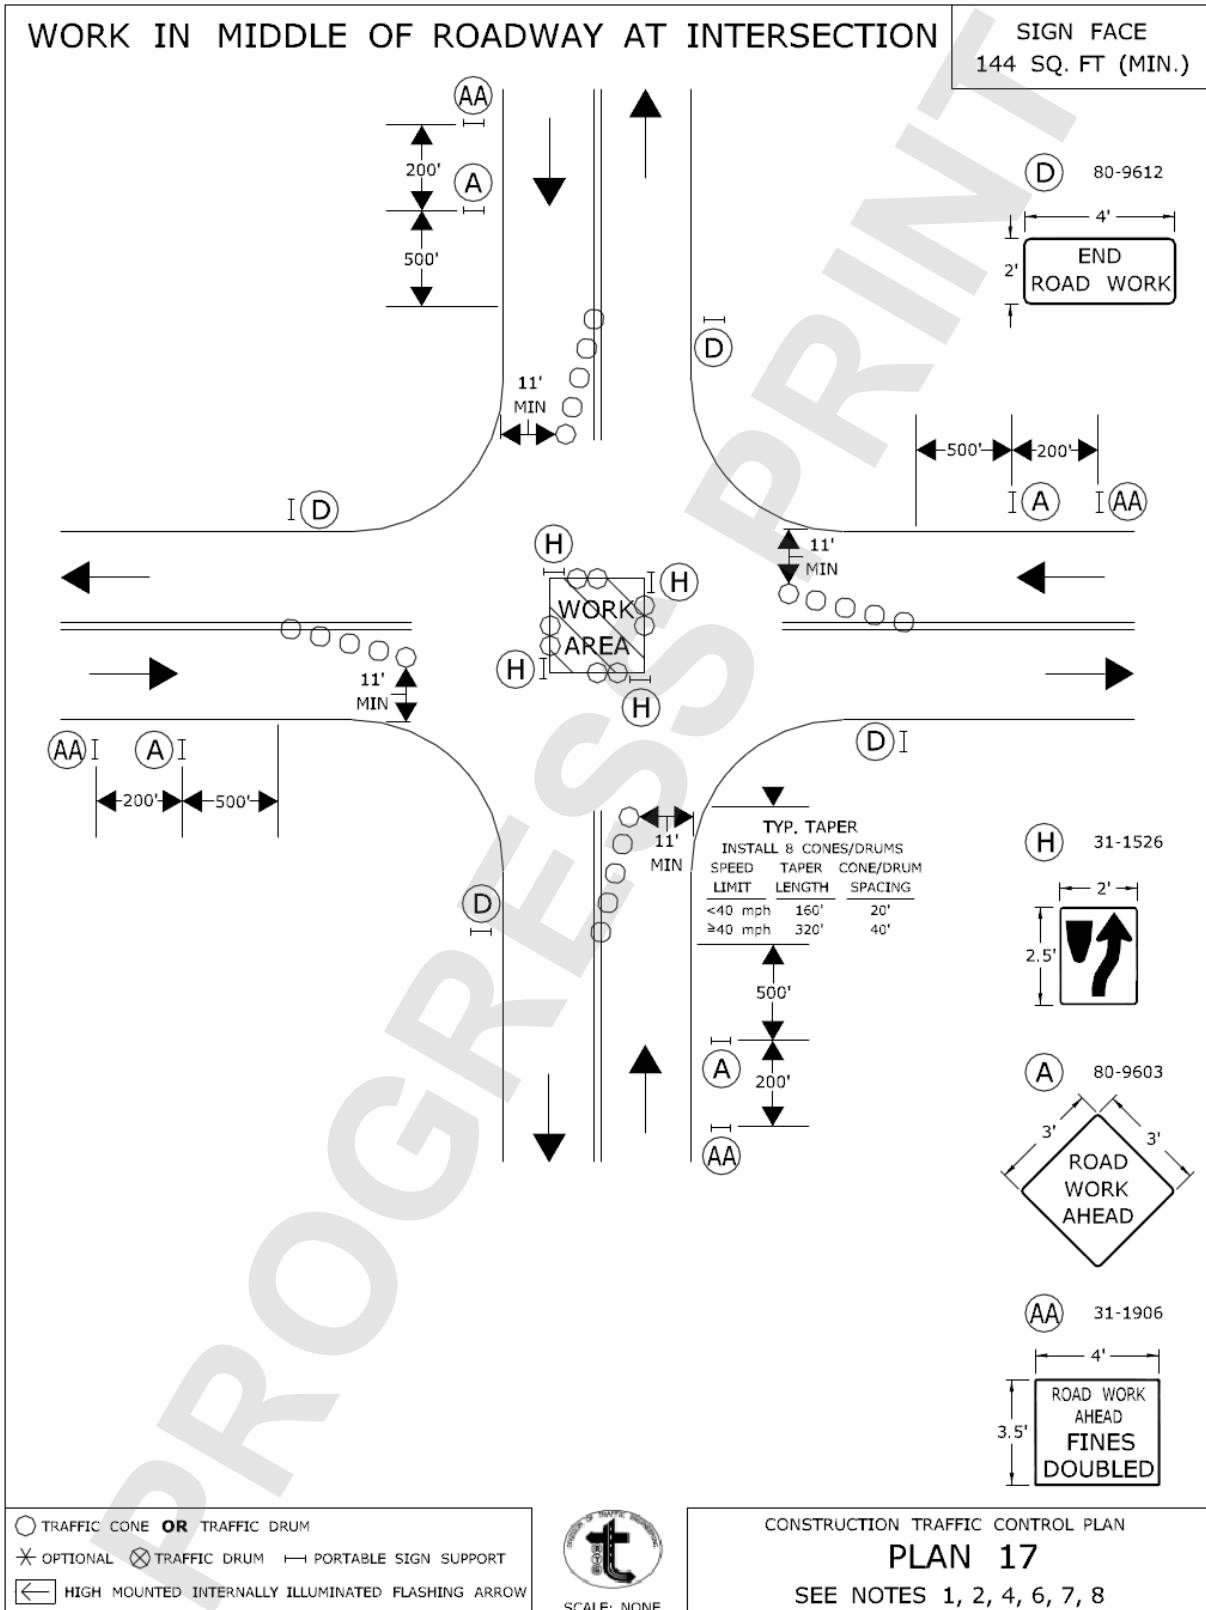 WORK IN MIDDLE OF ROADWAY AT INTERSECTION
SIGN FACE
144 SQ. FT (MIN.)
AA
200'
A
500'
D 80-9612
4'
2'
END
ROAD WORK
D
11'
MIN
500' 200'
A AA
D
H
H
11'
MIN
WORK
AREA
H
H
11'
MIN
AA A
200' 500'
D
TYP. TAPER
INSTALL 8 CONES/DRUMS
SPEED LIMIT TAPER LENGTH CONE/DRUM SPACING
<40 mph 160' 20'
≥40 mph 320' 40'
11'
MIN
D
H 31-1526
2'
2.5'
500'
A
200'
AA
A 80-9603
3' 3'
ROAD
WORK
AHEAD
AA 31-1906
4'
3.5'
ROAD WORK
AHEAD
FINES
DOUBLED
PROGRESS PRINT
TRAFFIC CONE OR TRAFFIC DRUM
OPTIONAL TRAFFIC DRUM PORTABLE SIGN SUPPORT
HIGH MOUNTED INTERNALLY ILLUMINATED FLASHING ARROW
DIVISION OF TRAFFIC ENGINEERING
t
SCALE: NONE
CONSTRUCTION TRAFFIC CONTROL PLAN
PLAN 17
SEE NOTES 1, 2, 4, 6, 7, 8